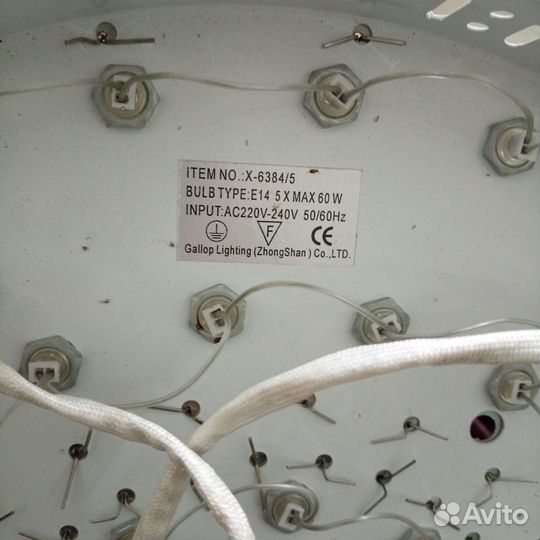 ITEM NO.:X-6384/5
BULB TYPE:E14 5 X MAX 60 W
INPUT:AC220V-240V 50/60Hz
F CE
Gallop Lighting (ZhongShan) Co.,LTD.
Avito